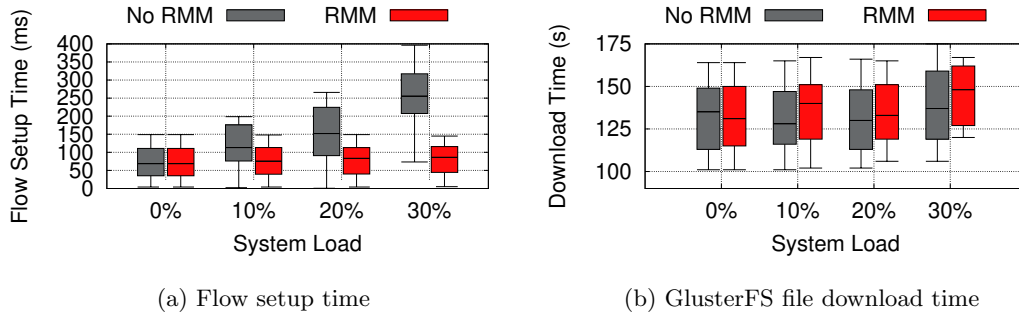 No RMM RMM
Flow Setup Time (ms)
400
350
300
250
200
150
100
50
0
0% 10% 20% 30%
System Load
(a) Flow setup time
No RMM RMM
Download Time (s)
175
150
125
100
0% 10% 20% 30%
System Load
(b) GlusterFS file download time